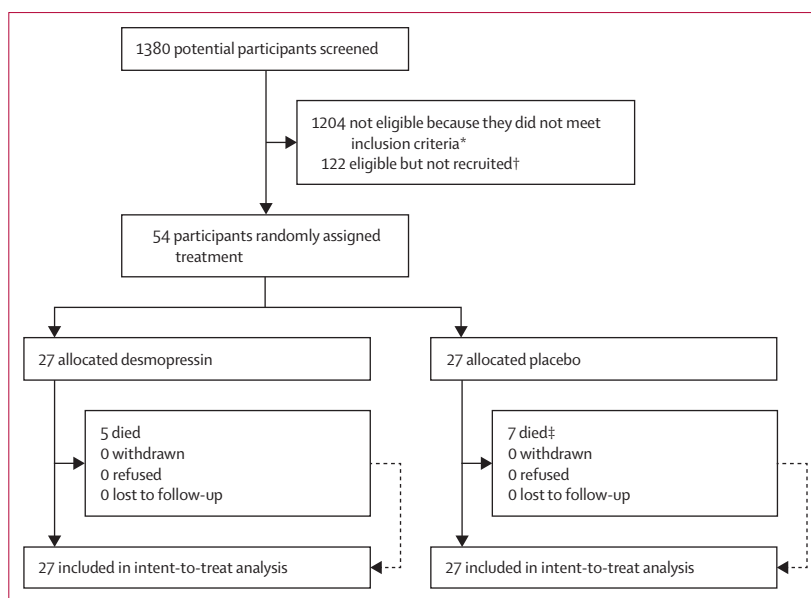 1380 potential participants screened
1204 not eligible because they did not meet
inclusion criteria*
122 eligible but not recruited†
54 participants randomly assigned
treatment
27 allocated desmopressin
27 allocated placebo
5 died
0 withdrawn
0 refused
0 lost to follow-up
7 died‡
0 withdrawn
0 refused
0 lost to follow-up
27 included in intent-to-treat analysis
27 included in intent-to-treat analysis